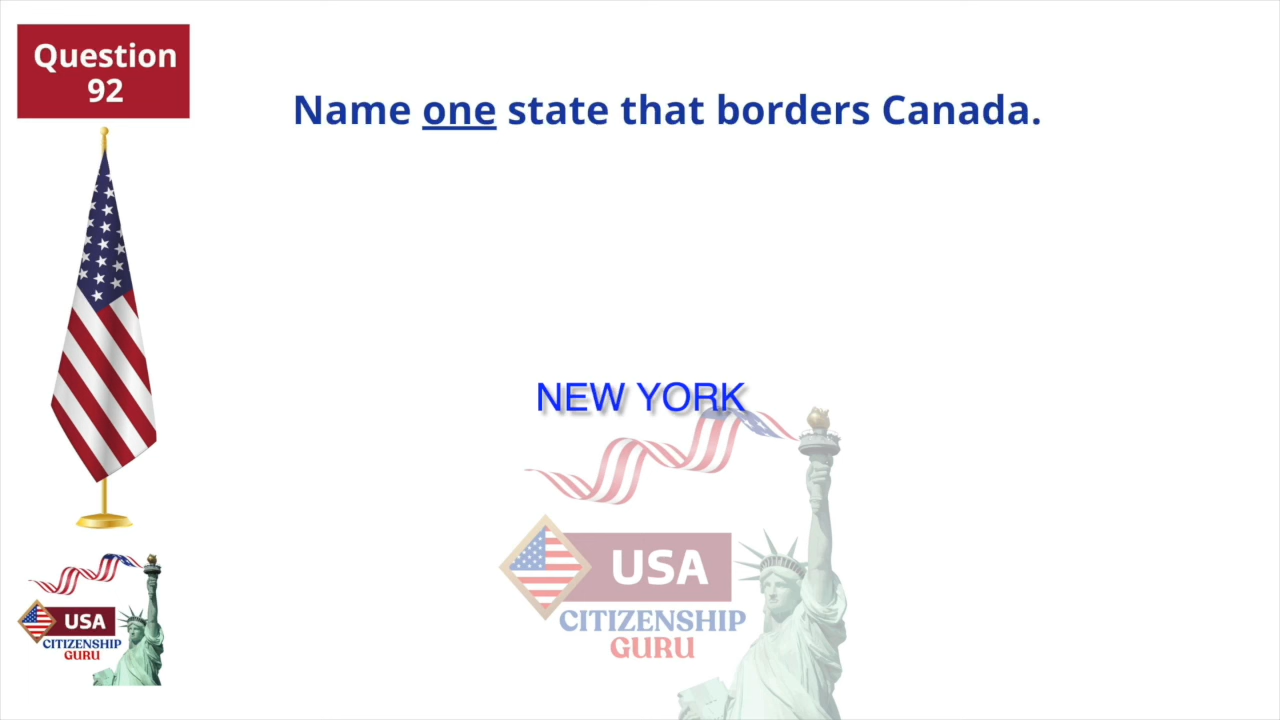 Question
92
Name one state that borders Canada.
NEW YORK
USA
CITIZENSHIP
GURU
USA
CITIZENSHIP
GURU